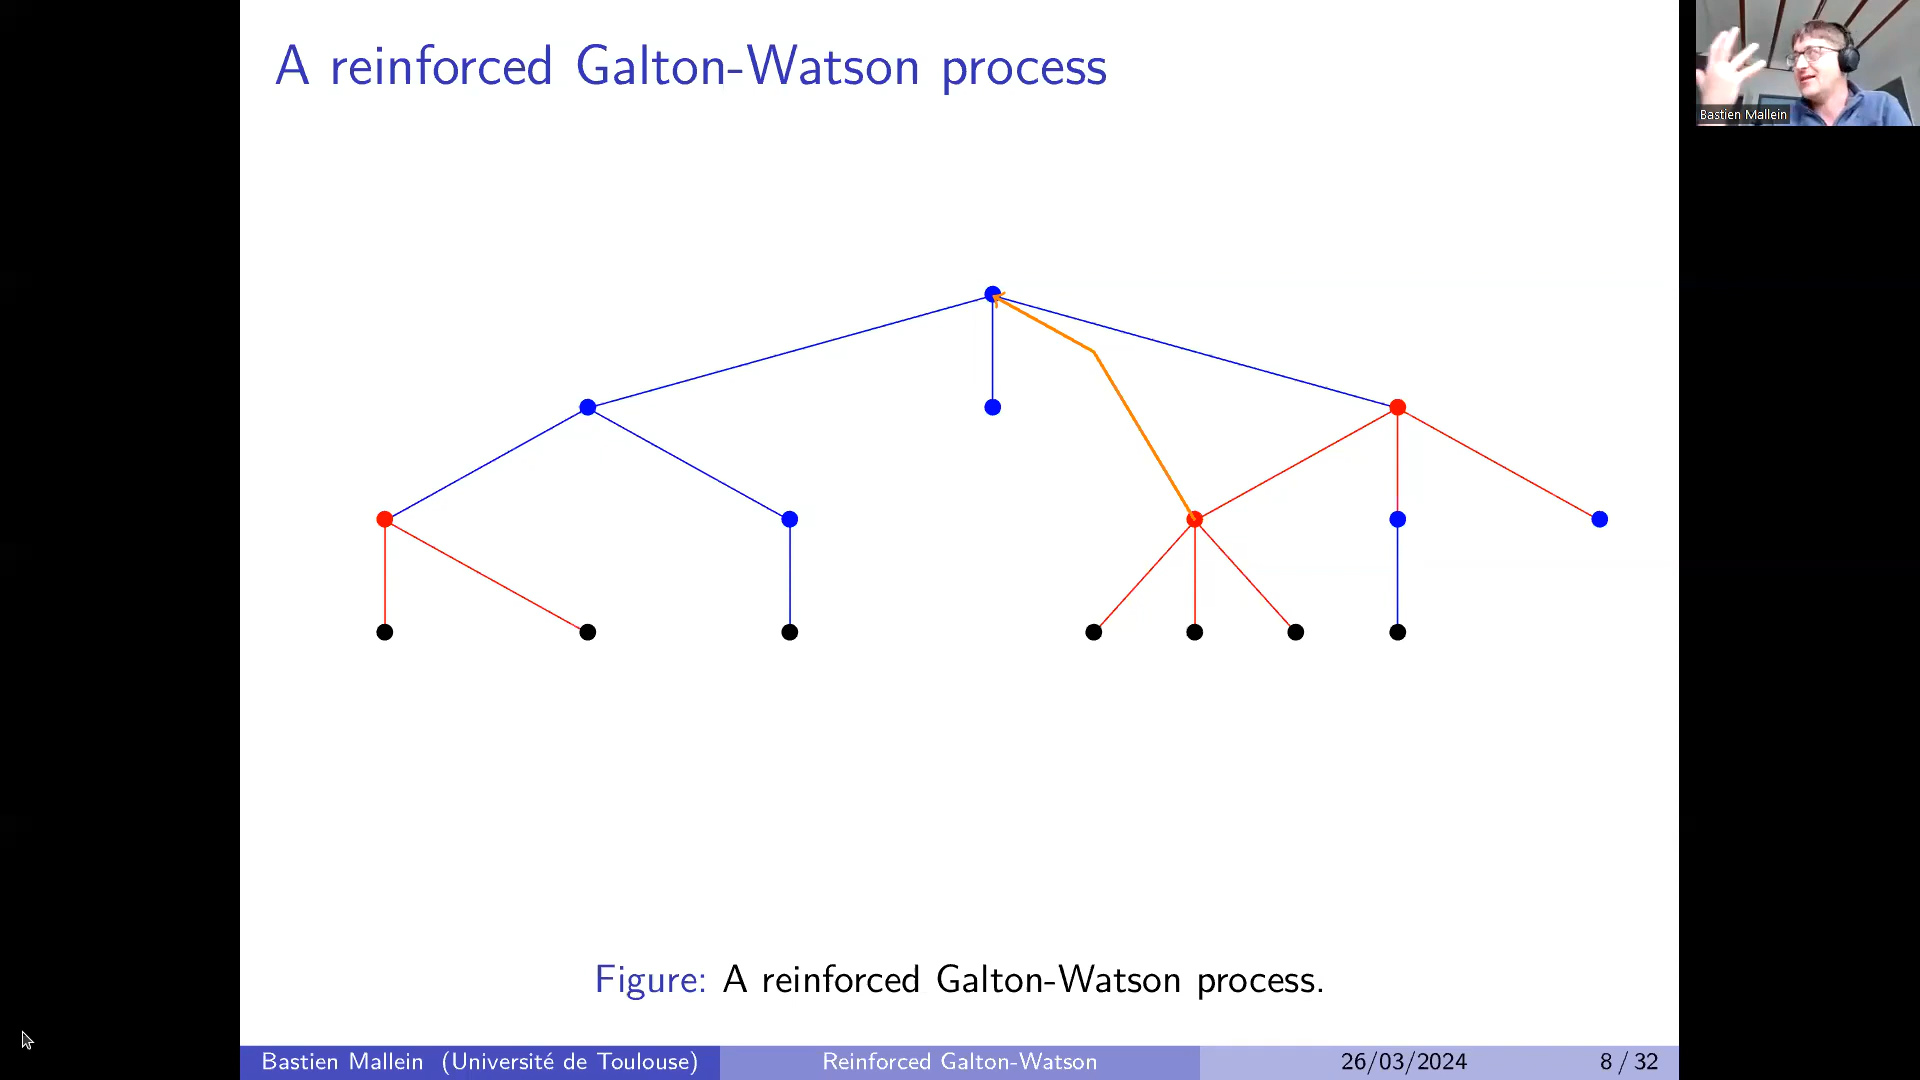 A reinforced Galton-Watson process
Bastien Mallein
Figure: A reinforced Galton-Watson process.
Bastien Mallein (Université de Toulouse) Reinforced Galton-Watson 26/03/2024 8 / 32